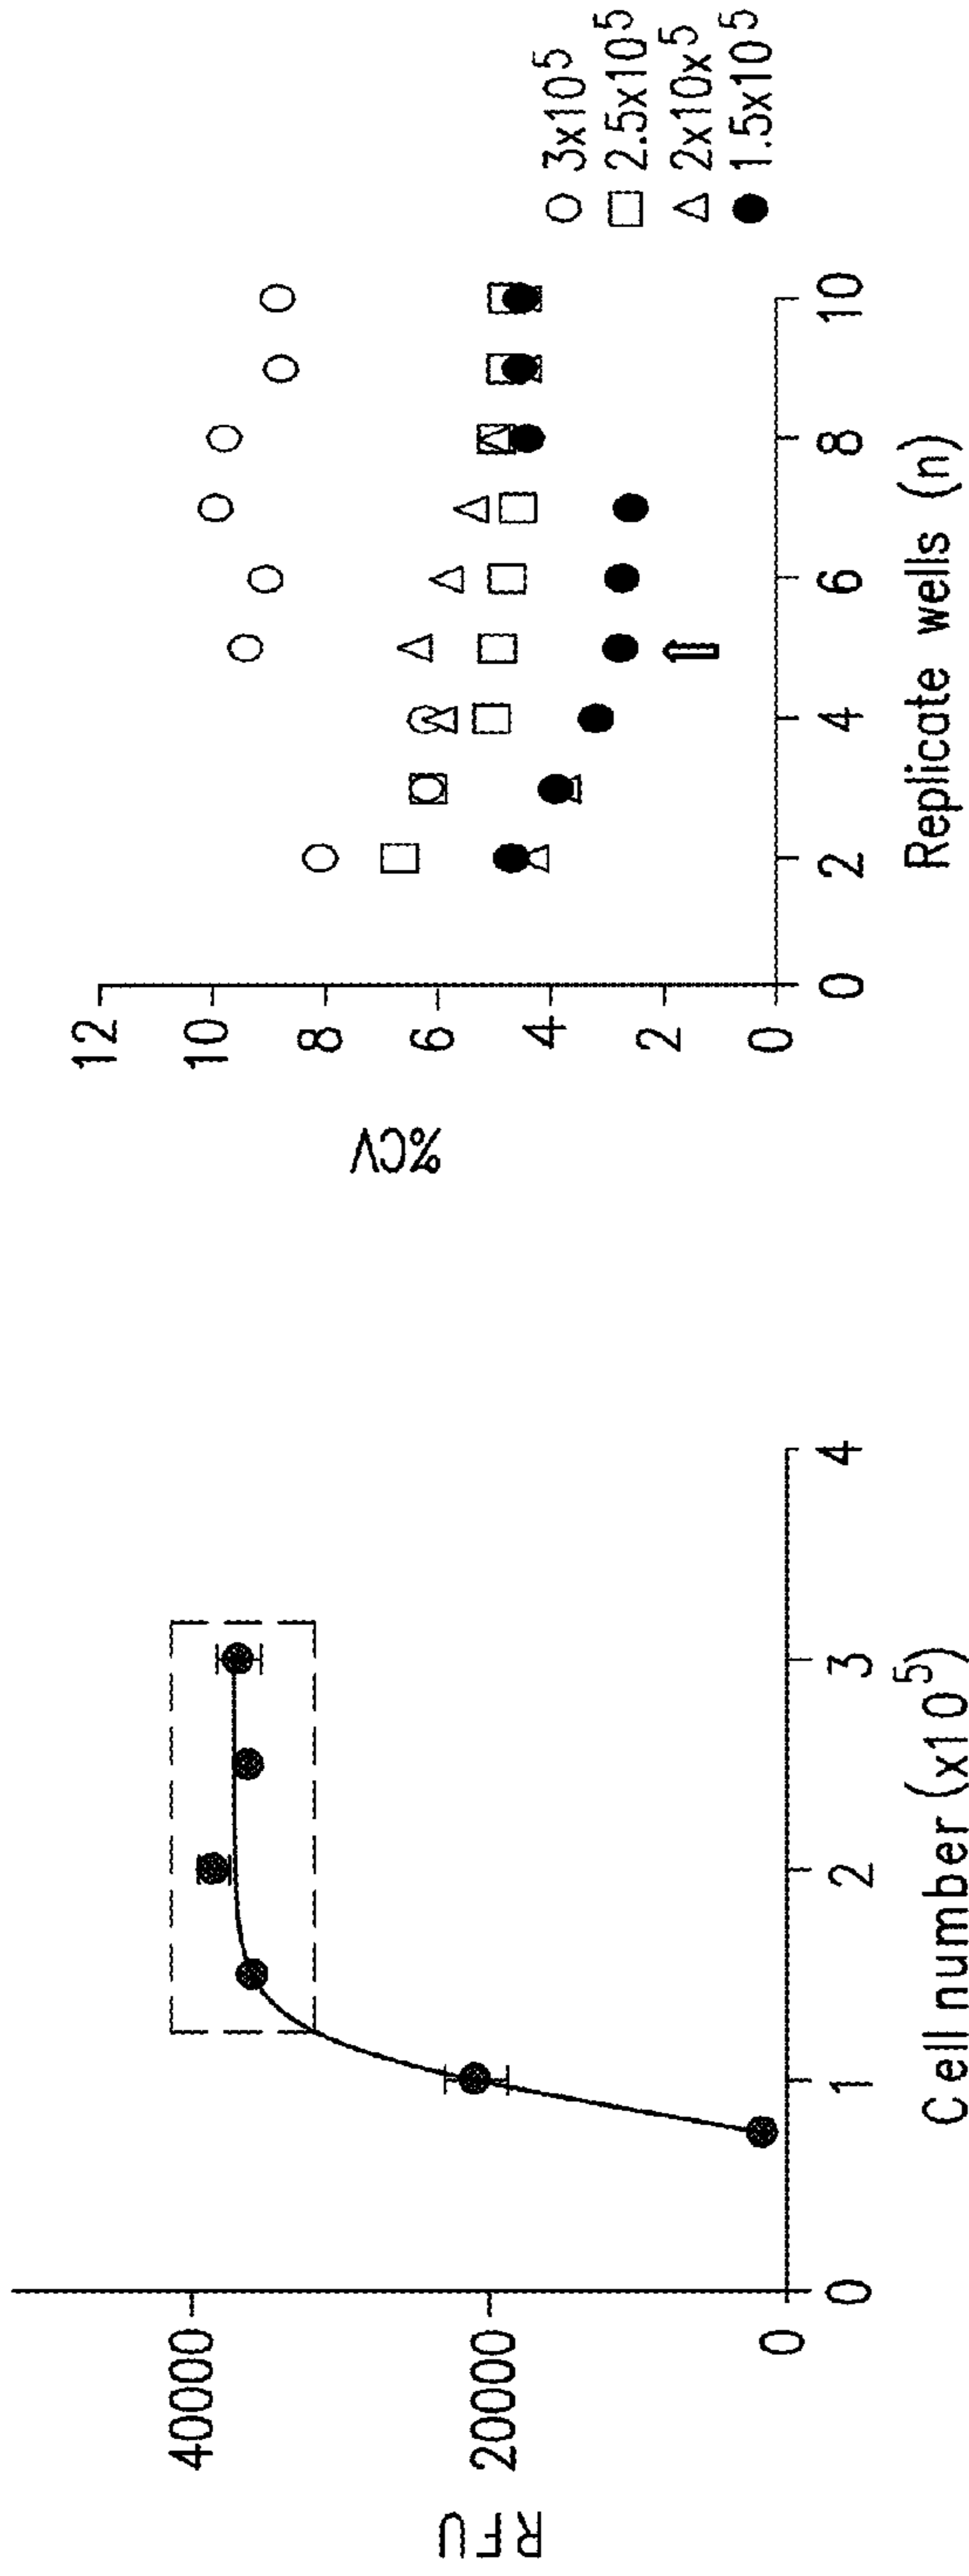 RFU
40000
20000
0
0 1 2 3 4
Cell number (x10⁵)
%CV
12
10
8
6
4
2
0
0 2 4 6 8 10
Replicate wells (n)
3x10⁵
2.5x10⁵
2x10x⁵
1.5x10⁵